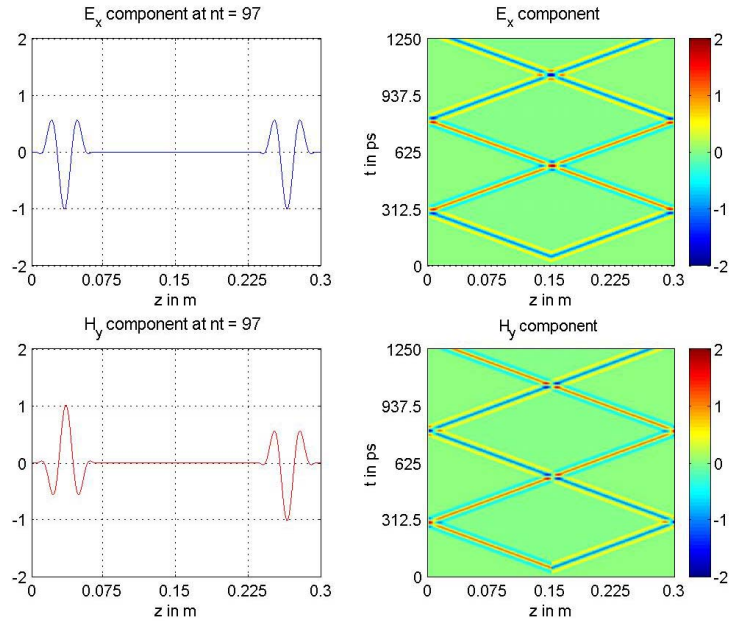 E_x component at nt = 97
2
1
0
-1
-2
0 0.075 0.15 0.225 0.3
z in m
E_x component
1250
937.5
625
312.5
0
t in ps
0 0.075 0.15 0.225 0.3
z in m
2
1
0
-1
-2
H_y component at nt = 97
2
1
0
-1
-2
0 0.075 0.15 0.225 0.3
z in m
H_y component
1250
937.5
625
312.5
0
t in ps
0 0.075 0.15 0.225 0.3
z in m
2
1
0
-1
-2